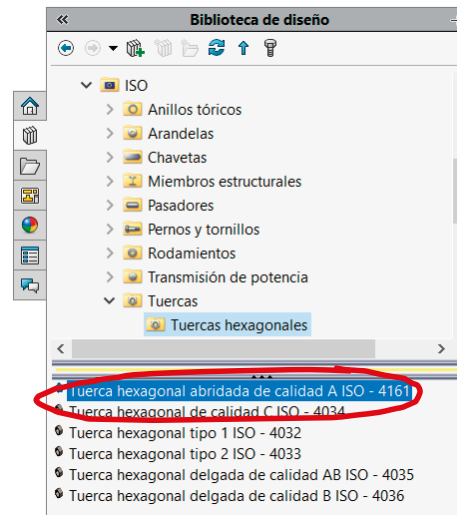 Biblioteca de diseño
ISO
Anillos tóricos
Arandelas
Chavetas
Miembros estructurales
Pasadores
Pernos y tornillos
Rodamientos
Transmisión de potencia
Tuercas
Tuercas hexagonales
Tuerca hexagonal abridada de calidad A ISO - 4161
Tuerca hexagonal de calidad C ISO - 4034
Tuerca hexagonal tipo 1 ISO - 4032
Tuerca hexagonal tipo 2 ISO - 4033
Tuerca hexagonal delgada de calidad AB ISO - 4035
Tuerca hexagonal delgada de calidad B ISO - 4036